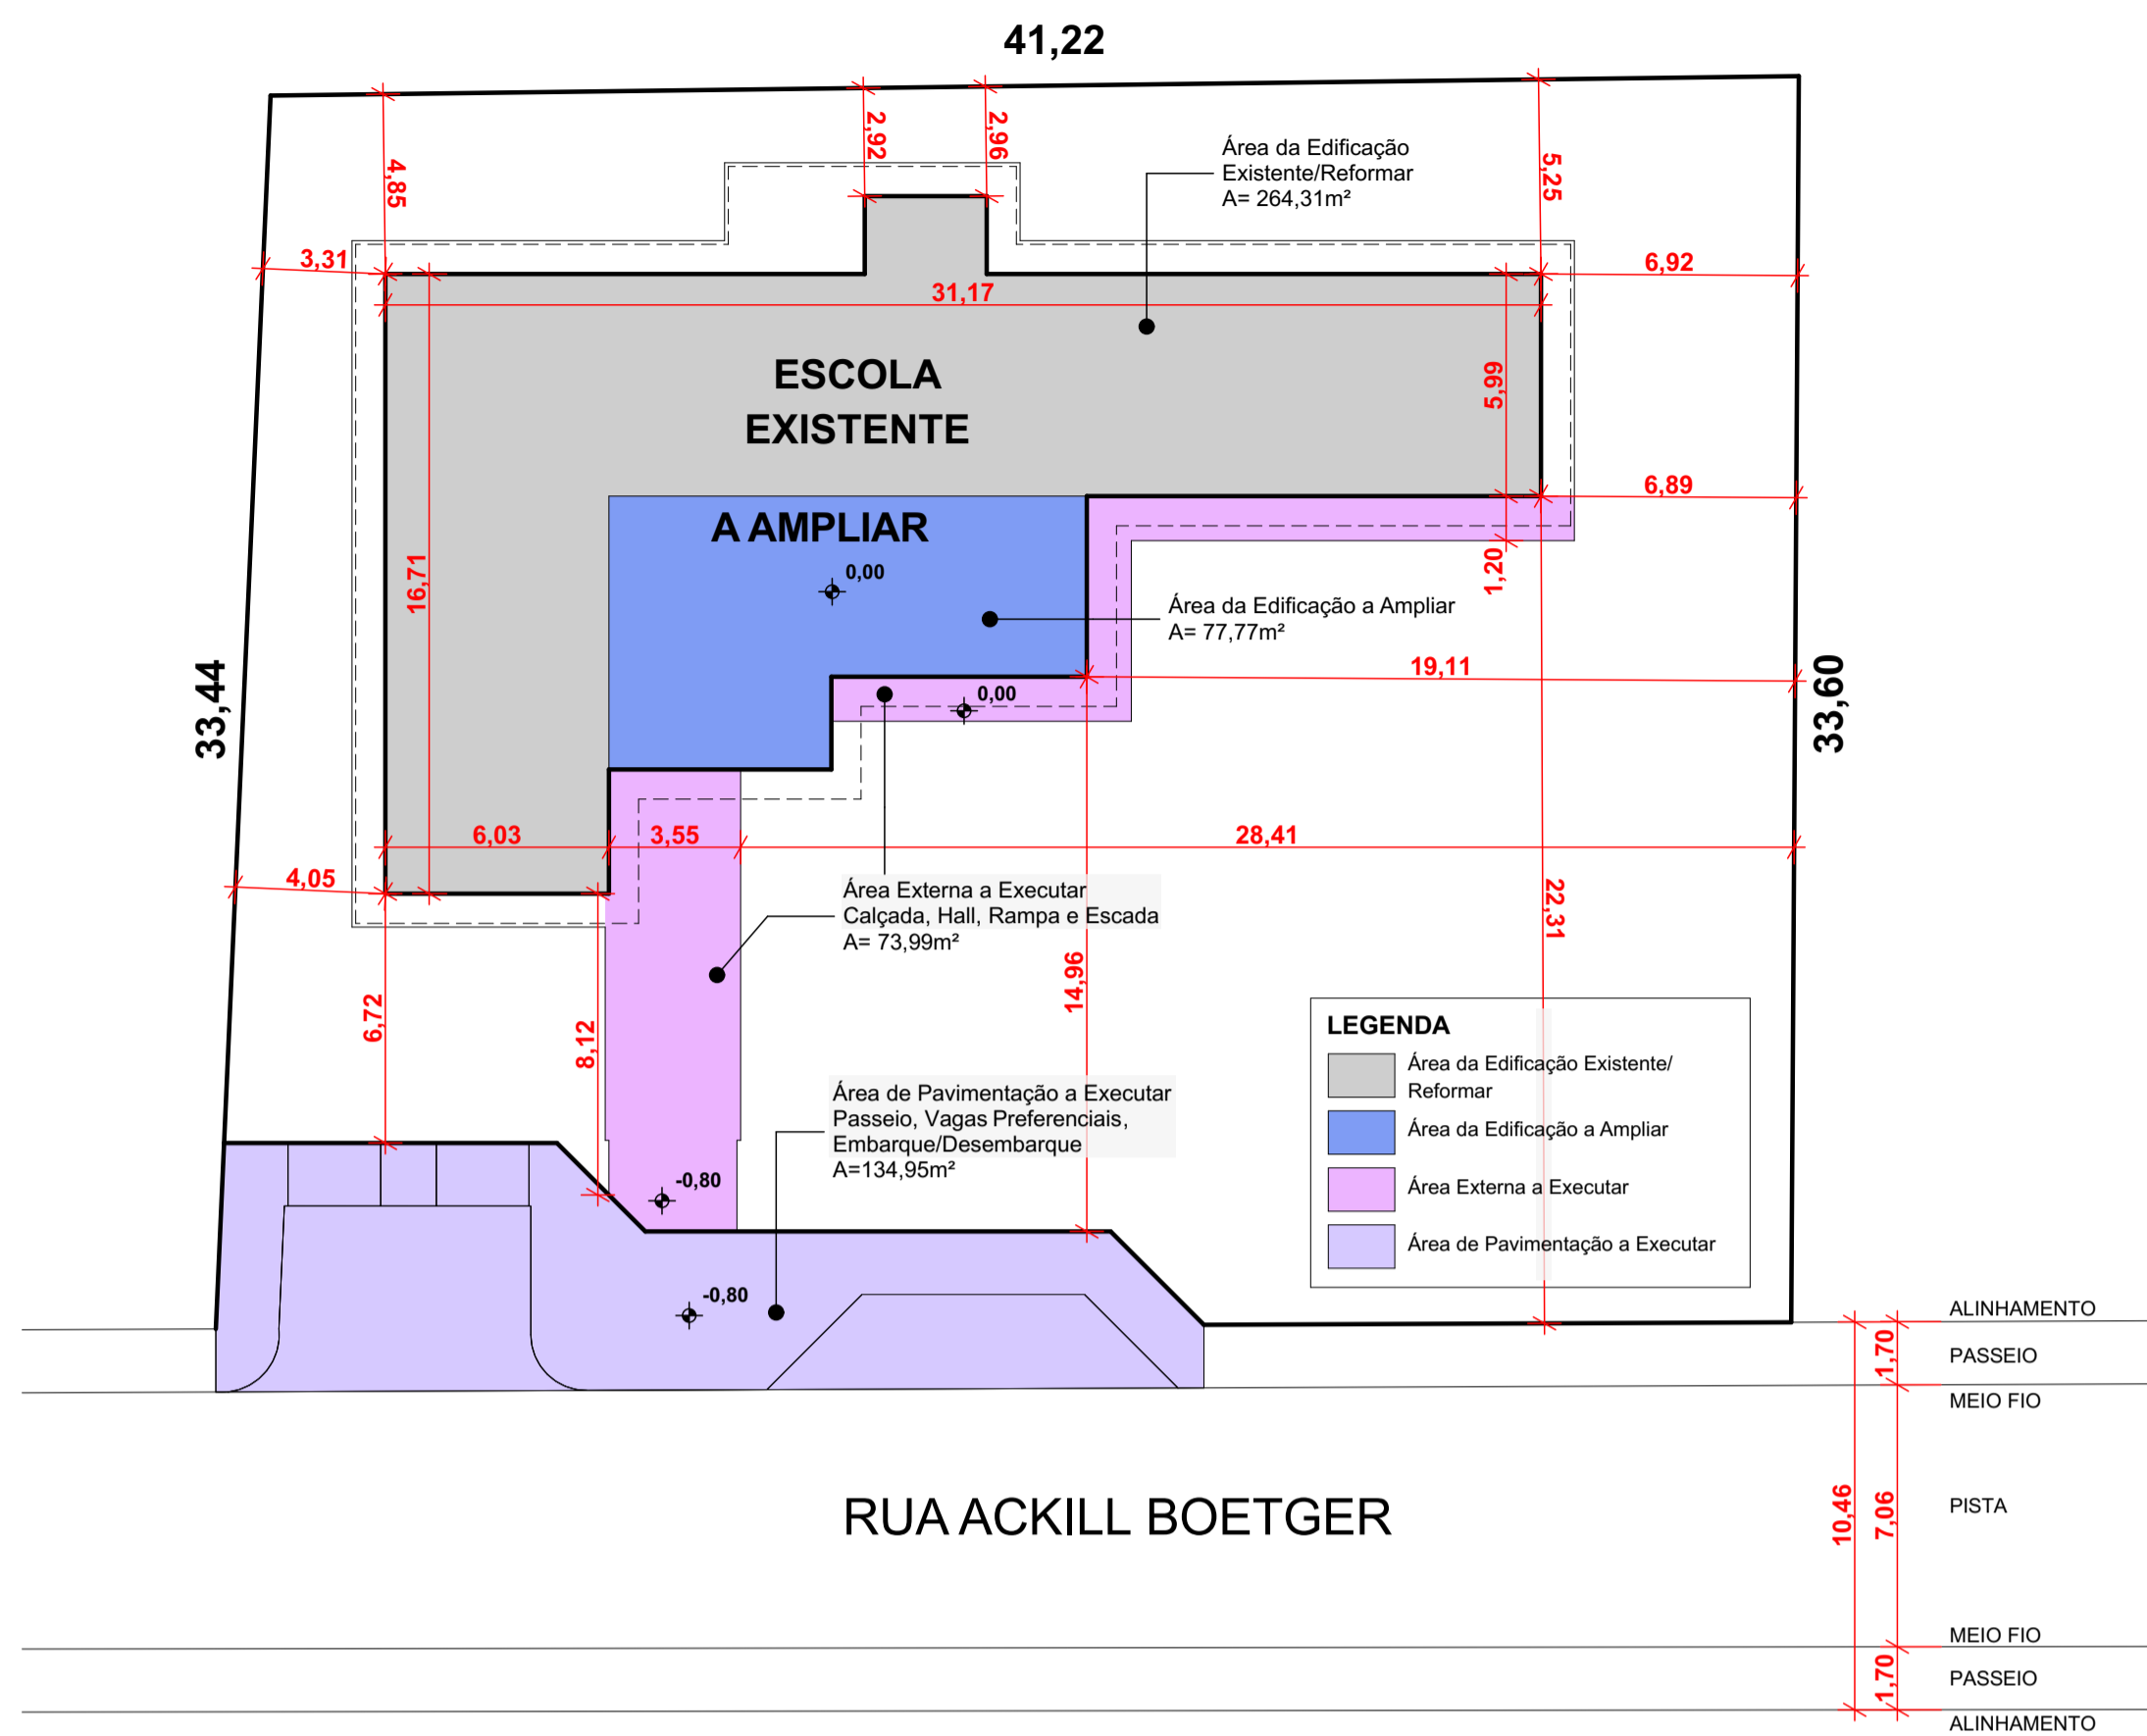 41,22
2,92
2,96
4,85
5,25
Área da Edificação
Existente/Reformar
A= 264,31m²
3,31
6,92
31,17
ESCOLA
EXISTENTE
5,99
6,89
A AMPLIAR
0,00
16,71
1,20
Área da Edificação a Ampliar
A= 77,77m²
19,11
0,00
33,44
33,60
6,03
3,55
28,41
4,05
Área Externa a Executar
Calçada, Hall, Rampa e Escada
A= 73,99m²
22,31
14,96
6,72
8,12
LEGENDA
Área da Edificação Existente/
Reformar
Área da Edificação a Ampliar
Área Externa a Executar
Área de Pavimentação a Executar
Área de Pavimentação a Executar
Passeio, Vagas Preferenciais,
Embarque/Desembarque
A=134,95m²
-0,80
-0,80
ALINHAMENTO
1,70
PASSEIO
MEIO FIO
RUA ACKILL BOETGER
10,46
7,06
PISTA
MEIO FIO
1,70
PASSEIO
ALINHAMENTO